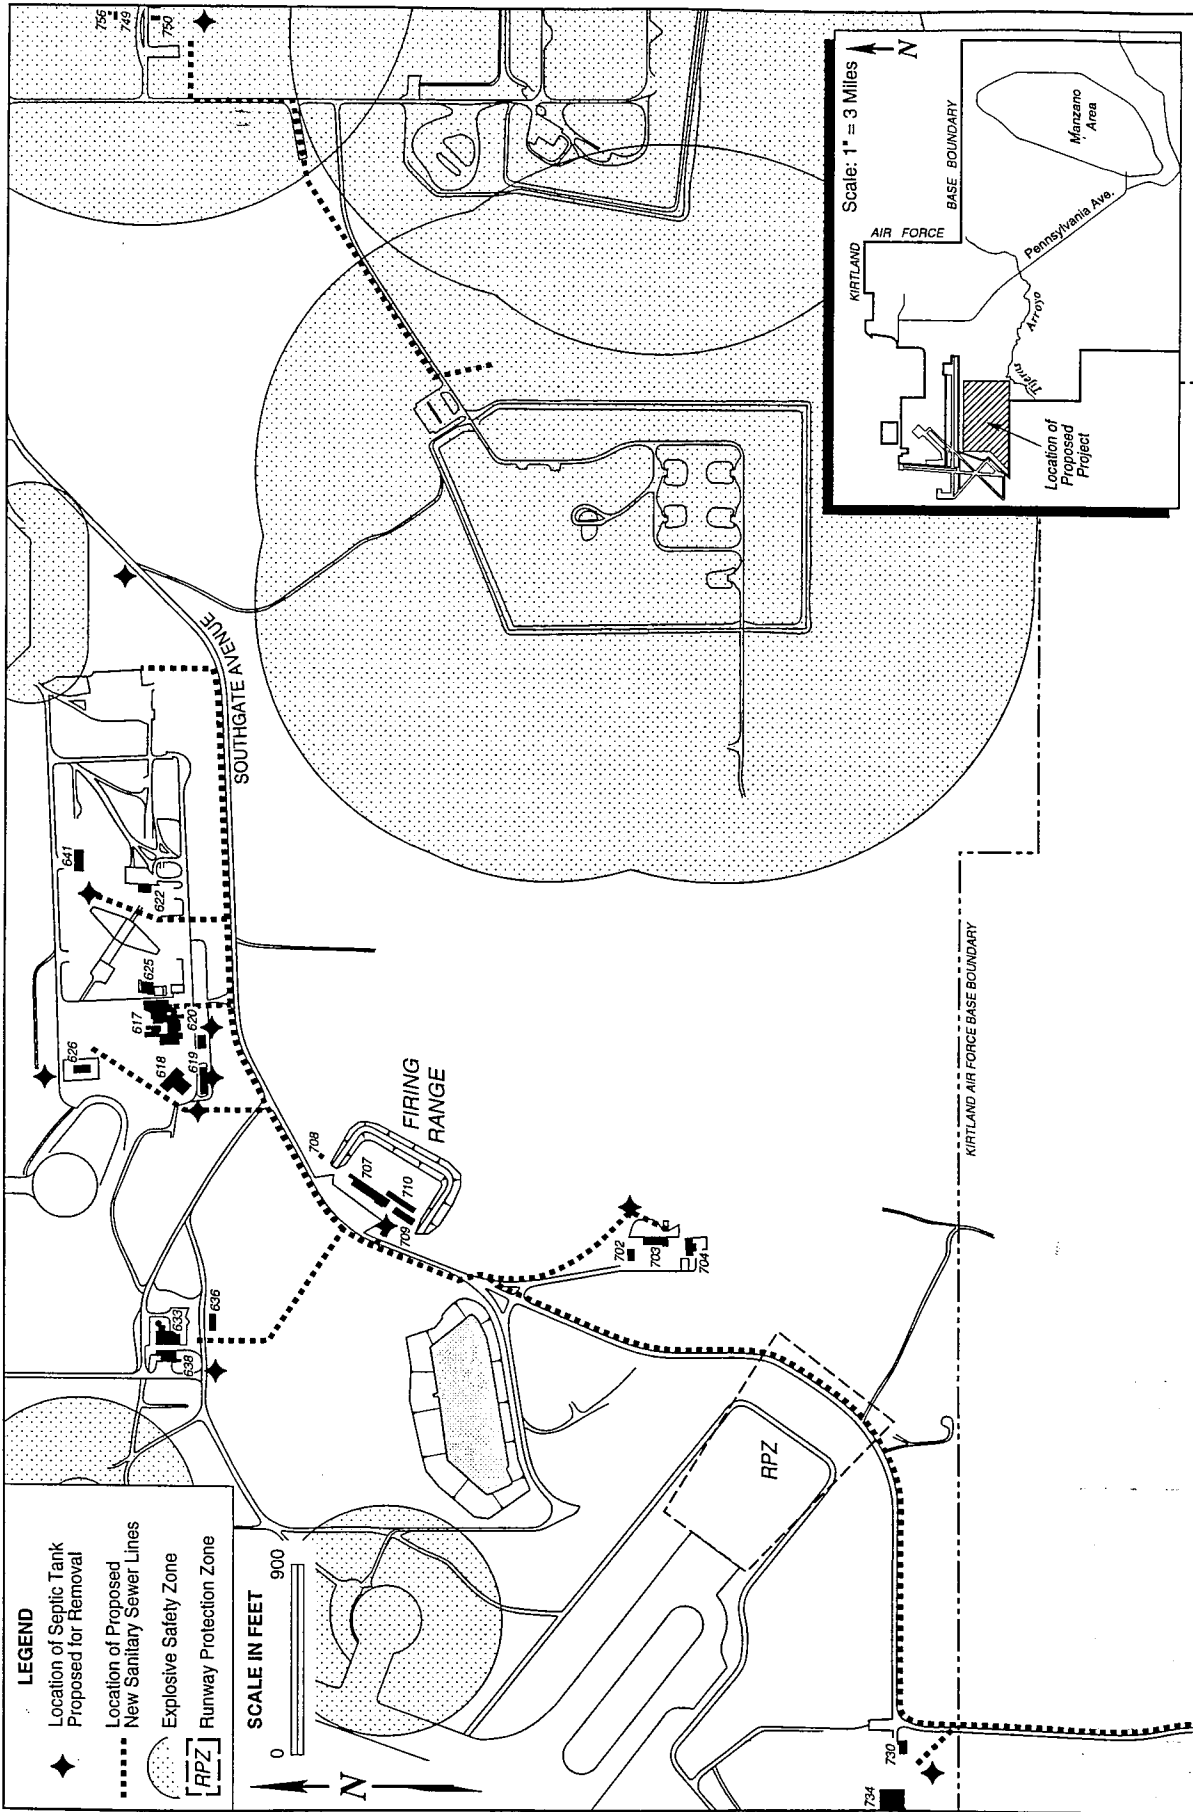 LEGEND
Location of Septic Tank
Proposed for Removal
Location of Proposed
New Sanitary Sewer Lines
Explosive Safety Zone
RPZ
Runway Protection Zone
SCALE IN FEET
0
900
N
638
633
636
626
618
619
617
620
625
622
641
SOUTHGATE AVENUE
756
749
750
708
707
710
709
FIRING
RANGE
702
703
704
RPZ
730
734
KIRTLAND AIR FORCE BASE BOUNDARY
Scale: 1" = 3 Miles
N
KIRTLAND
AIR FORCE
BASE BOUNDARY
Manzano
Area
Pennsylvania Ave.
Arroyo
Location of
Proposed
Project